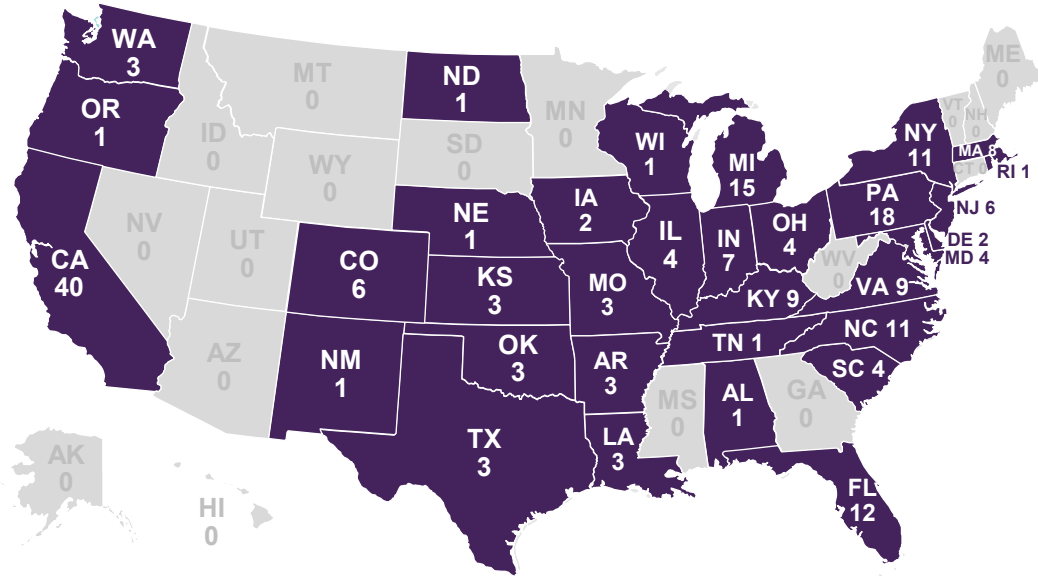 WA
3
OR
1
CA
40
NV
0
ID
0
MT
0
WY
0
UT
0
AZ
0
CO
6
NM
1
ND
1
SD
0
NE
1
KS
3
OK
3
TX
3
MN
0
IA
2
MO
3
AR
3
LA
3
WI
1
IL
4
MI
15
IN
7
OH
4
KY 9
TN 1
MS
0
AL
1
GA
0
FL
12
SC 4
NC 11
VA 9
WV
0
PA
18
NY
11
VT
0
NH
0
ME
0
MA 8
CT 0
RI 1
NJ 6
DE 2
MD 4
AK
0
HI
0